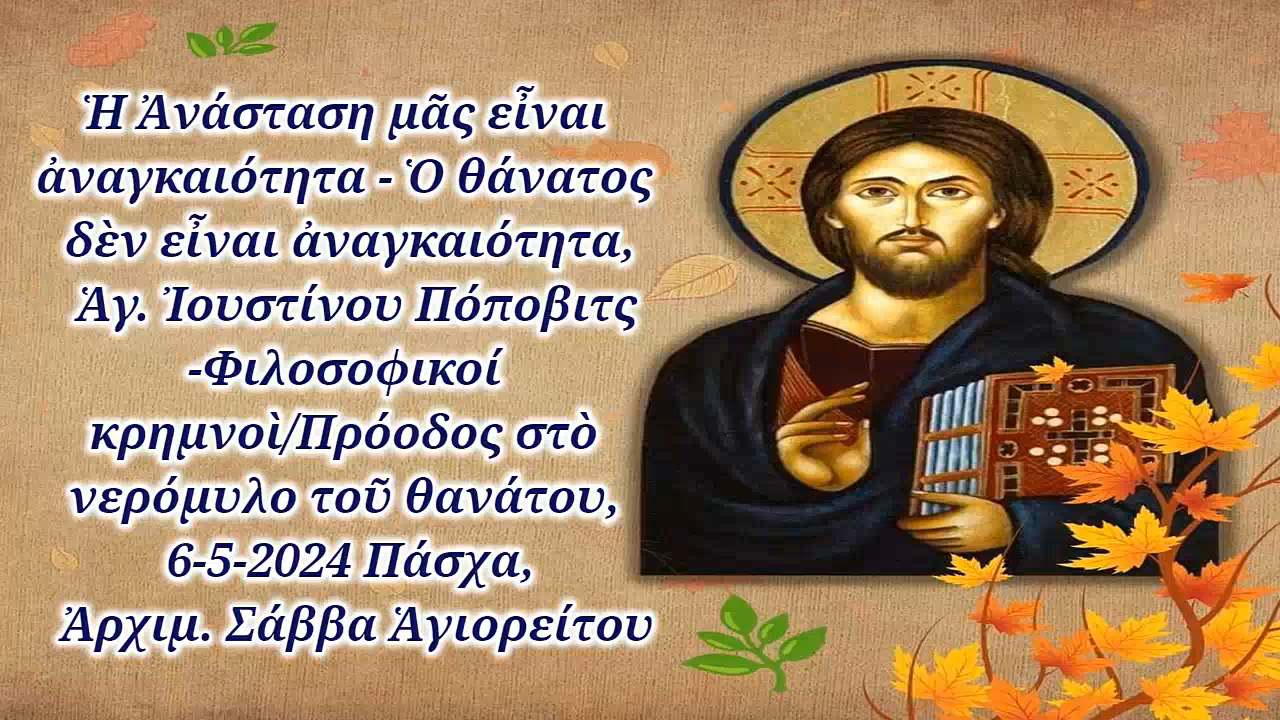 Ἡ Ἀνάσταση μᾶς εἶναι
ἀναγκαιότητα - Ὁ θάνατος
δὲν εἶναι ἀναγκαιότητα,
Ἁγ. Ἰουστίνου Πόποβιτς
-Φιλοσοφικοί
κρημνοὶ/Πρόοδος στὸ
νερόμυλο τοῦ θανάτου,
6-5-2024 Πάσχα,
Ἀρχιμ. Σάββα Ἁγιορείτου